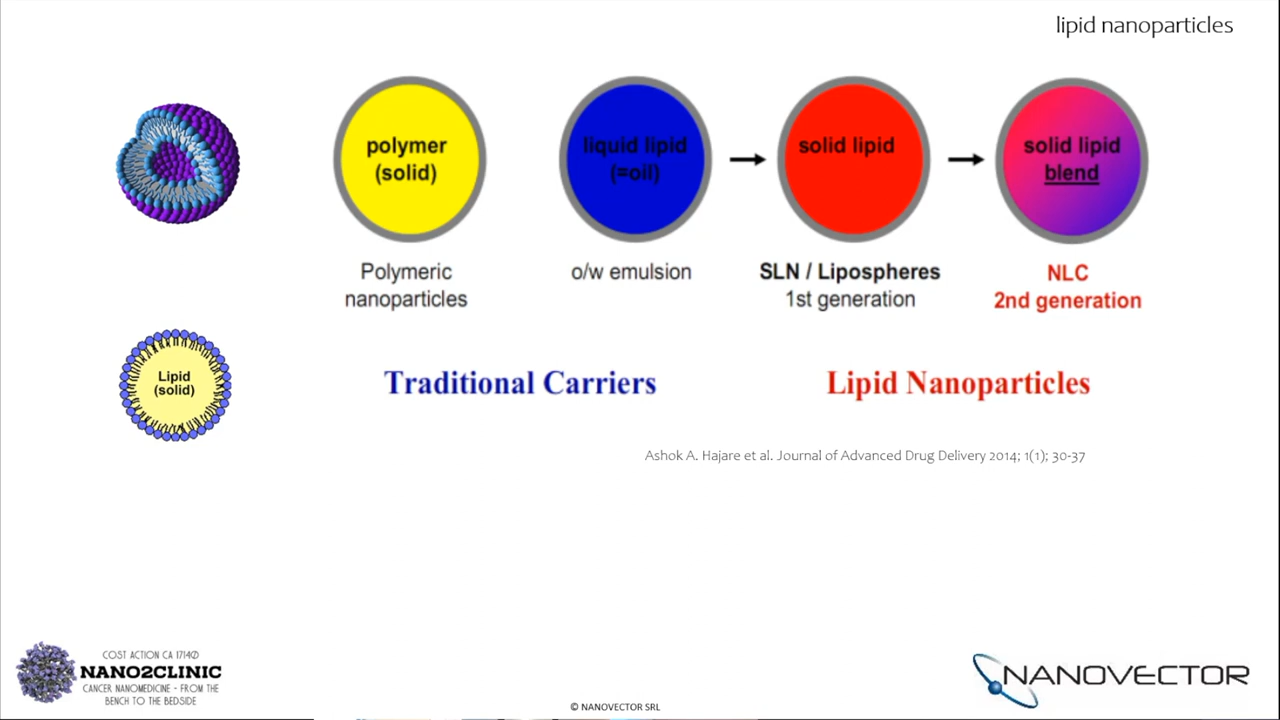 lipid nanoparticles
polymer
(solid)
liquid lipid
(=oil)
solid lipid
solid lipid
blend
Polymeric
nanoparticles
o/w emulsion
SLN / Lipospheres
1st generation
NLC
2nd generation
Lipid
(solid)
Traditional Carriers
Lipid Nanoparticles
Ashok A. Hajare et al. Journal of Advanced Drug Delivery 2014; 1(1); 30-37
COST ACTION CA 17140
NANO2CLINIC
CANCER NANOMEDICINE - FROM THE
BENCH TO THE BEDSIDE
NANOVECTOR
© NANOVECTOR SRL